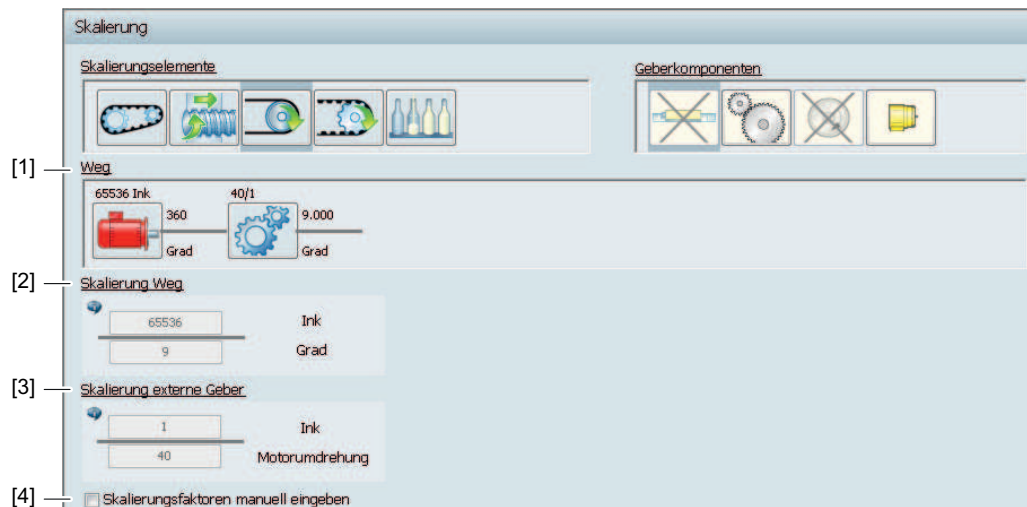 Skalierung
Skalierungselemente
Geberkomponenten
[1]
Weg
65536 Ink
40/1
360
9.000
Grad
Grad
[2]
Skalierung Weg
65536
Ink
9
Grad
[3]
Skalierung externe Geber
1
Ink
40
Motorumdrehung
[4]
Skalierungsfaktoren manuell eingeben